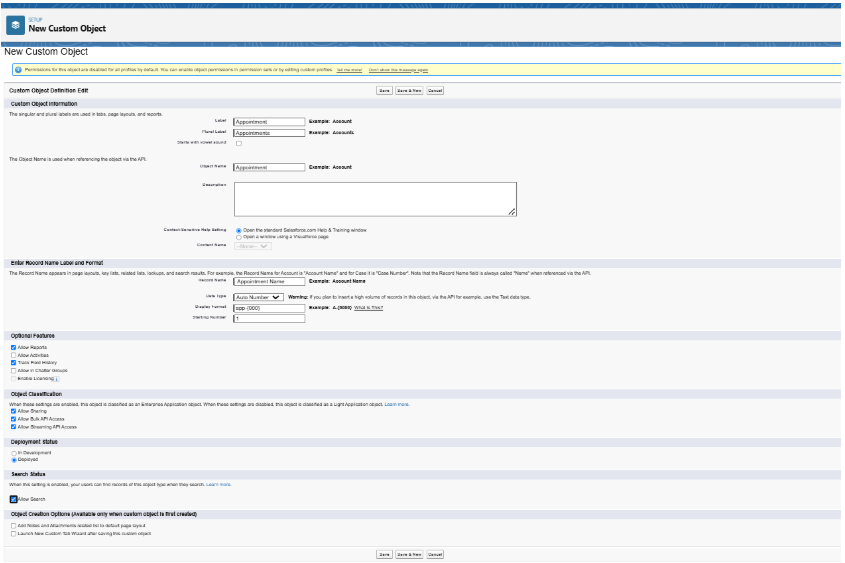 SETUP
New Custom Object
New Custom Object
Permissions for this object are disabled for all profiles by default. You can enable object permissions in permission sets or by editing custom profiles. Tell me more! Don't show this message again
Custom Object Definition Edit Save Save & New Cancel
Custom Object Information
The singular and plural labels are used in tabs, page layouts, and reports.
Label Appointment Example: Account
Plural Label Appointments Example: Accounts
Starts with vowel sound
The Object Name is used when referencing the object via the API.
Object Name Appointment Example: Account
Description
Context-Sensitive Help Setting Open the standard Salesforce.com Help & Training window
Open a window using a Visualforce page
Content Name --None--
Enter Record Name Label and Format
The Record Name appears in page layouts, key lists, related lists, lookups, and search results. For example, the Record Name for Account is "Account Name" and for Case it is "Case Number". Note that the Record Name field is always called "Name" when referenced via the API.
Record Name Appointment Name Example: Account Name
Data Type Auto Number Warning: If you plan to insert a high volume of records in this object, via the API for example, use the Text data type.
Display Format app-{000} Example: A-{0000} What Is This?
Starting Number 1
Optional Features
Allow Reports
Allow Activities
Track Field History
Allow in Chatter Groups
Enable Licensing i
Object Classification
When these settings are enabled, this object is classified as an Enterprise Application object. When these settings are disabled, this object is classified as a Light Application object. Learn more.
Allow Sharing
Allow Bulk API Access
Allow Streaming API Access
Deployment Status
In Development
Deployed
Search Status
When this setting is enabled, your users can find records of this object type when they search. Learn more.
Allow Search
Object Creation Options (Available only when custom object is first created)
Add Notes and Attachments related list to default page layout
Launch New Custom Tab Wizard after saving this custom object
Save Save & New Cancel